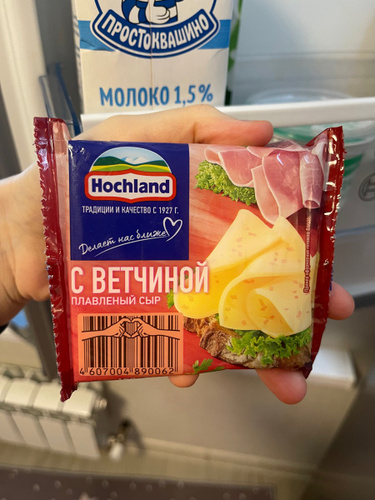 ПРОСТОКВАШИНО
МОЛОКО 1,5%
Hochland
ТРАДИЦИИ И КАЧЕСТВО С 1927 Г.
Делает нас ближе
С ВЕТЧИНОЙ
ПЛАВЛЕНЫЙ СЫР
4 607004 890062